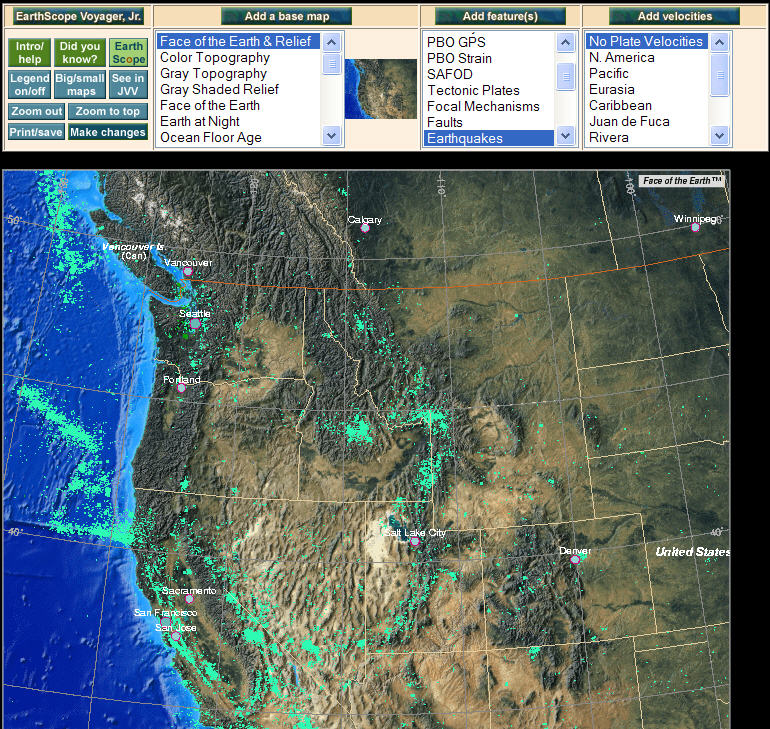 EarthScope Voyager, Jr.
Add a base map
Add feature(s)
Add velocities
Intro/
help
Did you
know?
Earth
Scope
Legend
on/off
Big/small
maps
See in
JVV
Zoom out
Zoom to top
Print/save
Make changes
Face of the Earth & Relief
Color Topography
Gray Topography
Gray Shaded Relief
Face of the Earth
Earth at Night
Ocean Floor Age
PBO GPS
PBO Strain
SAFOD
Tectonic Plates
Focal Mechanisms
Faults
Earthquakes
No Plate Velocities
N. America
Pacific
Eurasia
Caribbean
Juan de Fuca
Rivera
Face of the Earth™
50°
Calgary
Winnipeg
Vancouver Is.
(Can)
Vancouver
Seattle
Portland
40°
Salt Lake City
40°
Denver
United States
Sacramento
San Francisco
San Jose